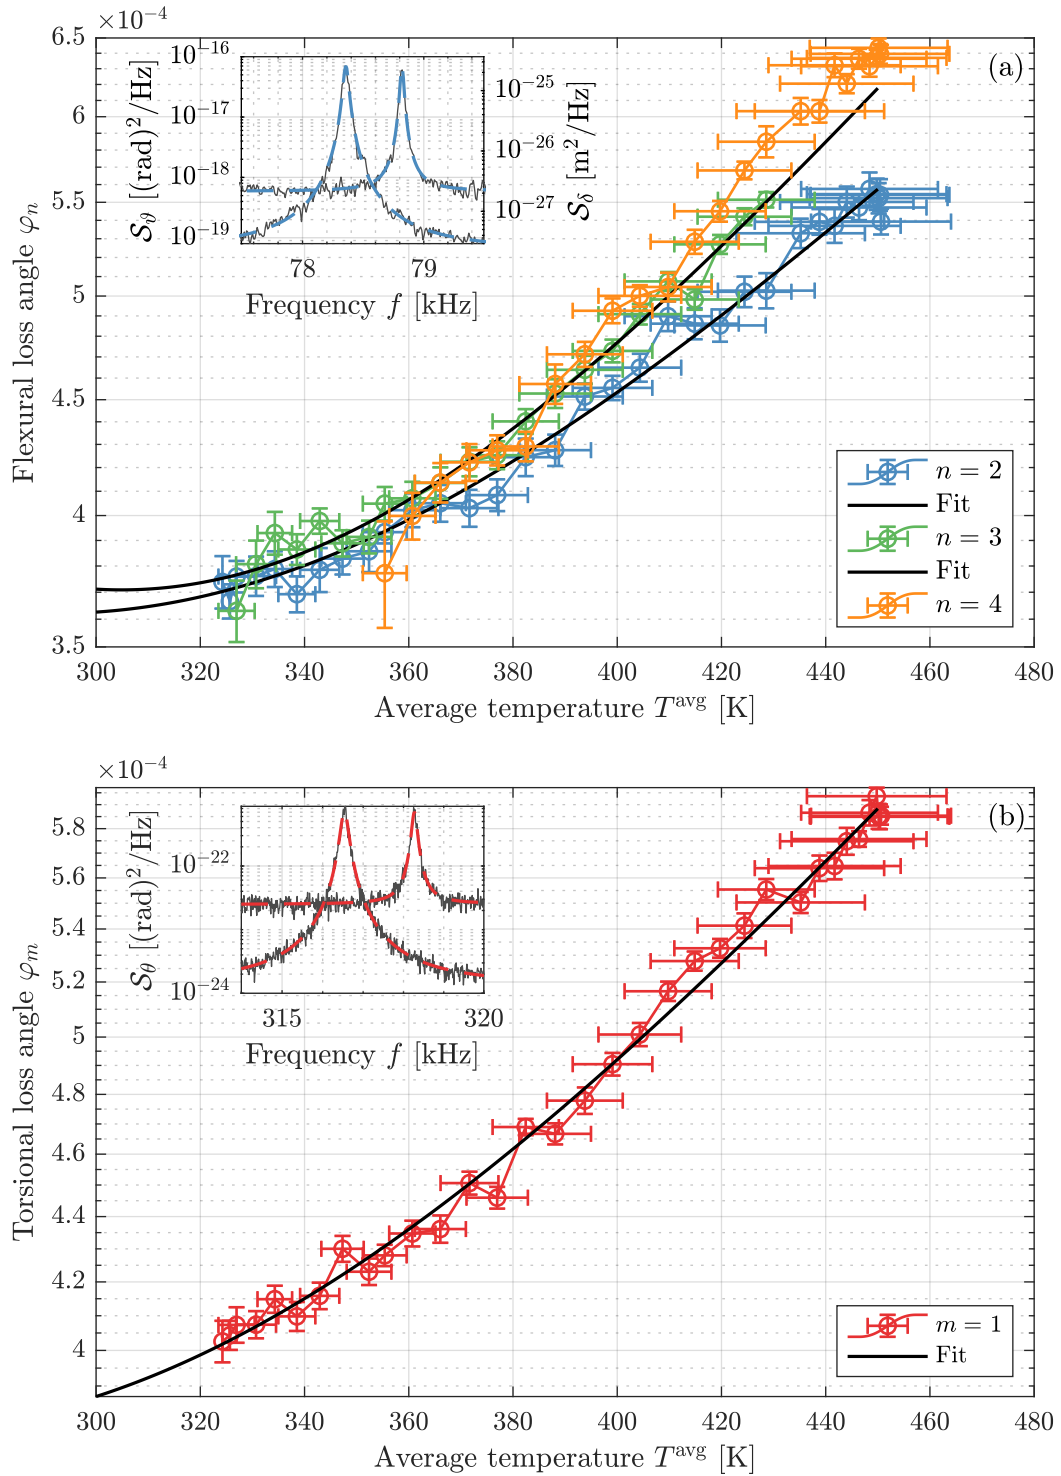 ×10⁻⁴
6.5
6
5.5
5
4.5
4
3.5
Flexural loss angle φₙ
(a)
10⁻¹⁶
10⁻¹⁷
10⁻¹⁸
10⁻¹⁹
𝒮_θ [(rad)²/Hz]
10⁻²⁵
10⁻²⁶
10⁻²⁷
𝒮_δ [m²/Hz]
78 79
Frequency f [kHz]
n = 2
Fit
n = 3
Fit
n = 4
300 320 340 360 380 400 420 440 460 480
Average temperature Tᵃᵛᵍ [K]
×10⁻⁴
5.8
5.6
5.4
5.2
5
4.8
4.6
4.4
4.2
4
Torsional loss angle φₘ
(b)
10⁻²²
10⁻²⁴
𝒮_θ [(rad)²/Hz]
315 320
Frequency f [kHz]
m = 1
Fit
300 320 340 360 380 400 420 440 460 480
Average temperature Tᵃᵛᵍ [K]